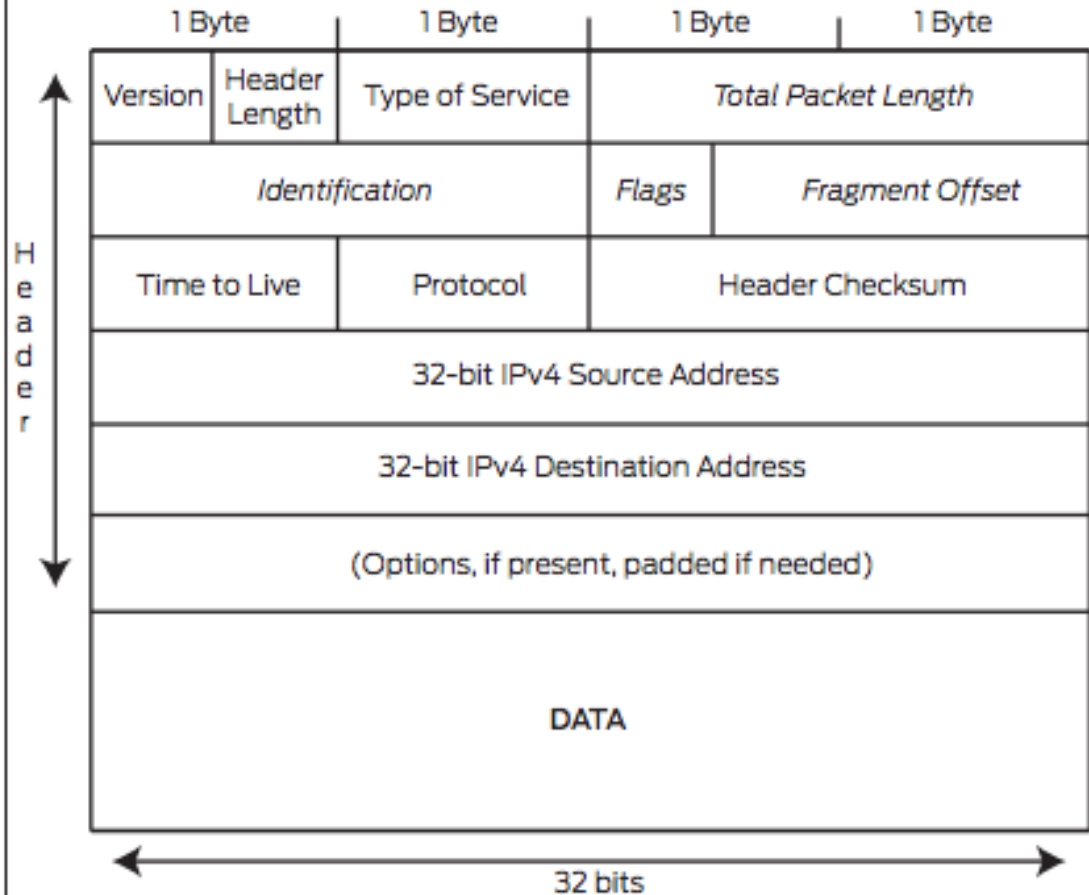 1 Byte 1 Byte 1 Byte 1 Byte
Version Header Length Type of Service Total Packet Length
Identification Flags Fragment Offset
Time to Live Protocol Header Checksum
32-bit IPv4 Source Address
32-bit IPv4 Destination Address
(Options, if present, padded if needed)
DATA
Header
32 bits